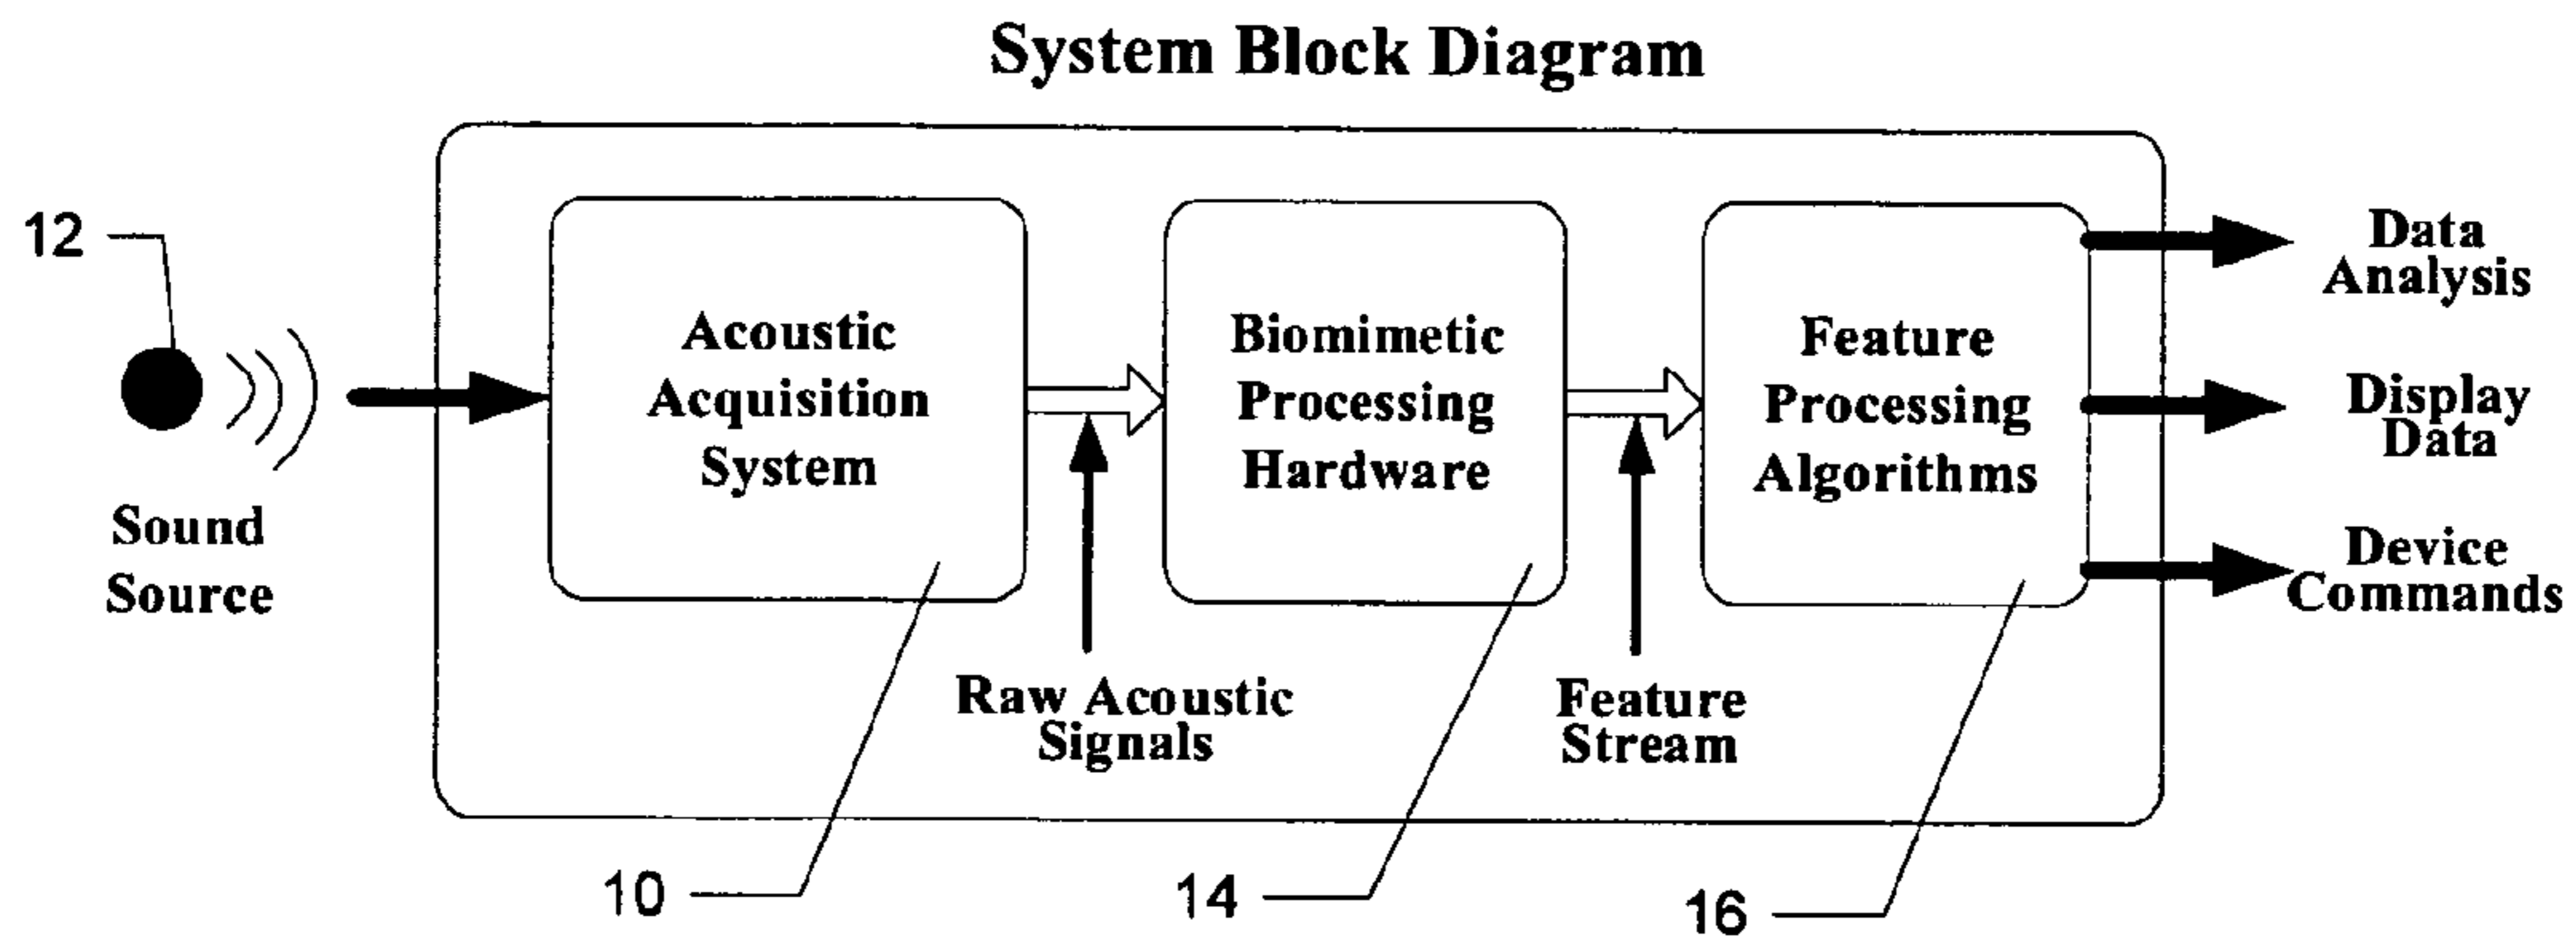 System Block Diagram
12
Sound
Source
Acoustic
Acquisition
System
Raw Acoustic
Signals
Biomimetic
Processing
Hardware
Feature
Stream
Feature
Processing
Algorithms
Data
Analysis
Display
Data
Device
Commands
10
14
16